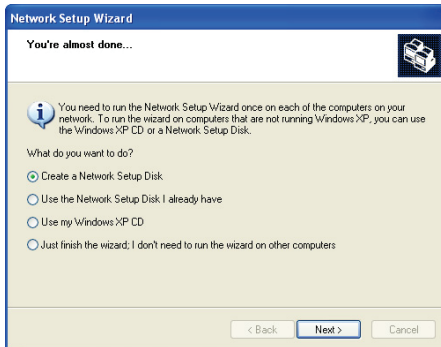 Network Setup Wizard
You're almost done...
You need to run the Network Setup Wizard once on each of the computers on your
network. To run the wizard on computers that are not running Windows XP, you can use
the Windows XP CD or a Network Setup Disk.
What do you want to do?
Create a Network Setup Disk
Use the Network Setup Disk I already have
Use my Windows XP CD
Just finish the wizard; I don't need to run the wizard on other computers
< Back
Next >
Cancel